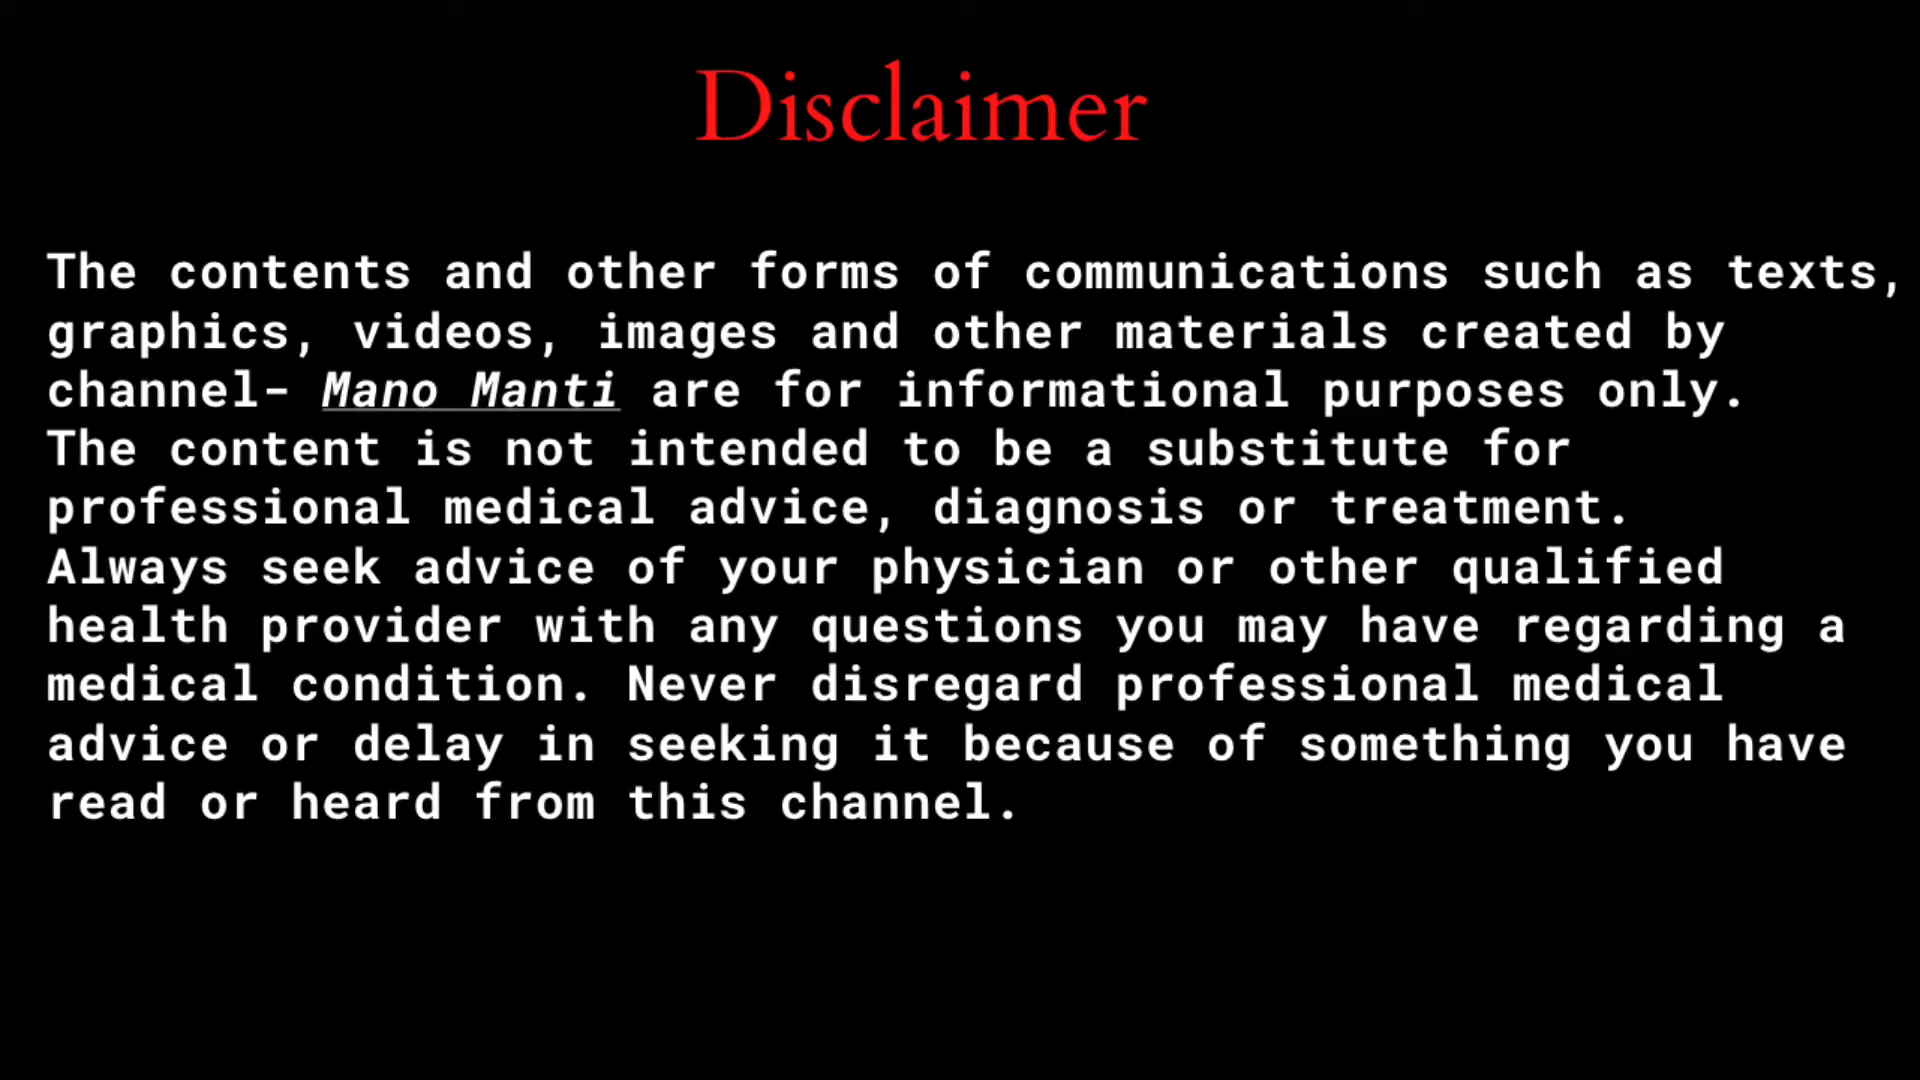 Disclaimer
The contents and other forms of communications such as texts,
graphics, videos, images and other materials created by
channel- Mano Manti are for informational purposes only.
The content is not intended to be a substitute for
professional medical advice, diagnosis or treatment.
Always seek advice of your physician or other qualified
health provider with any questions you may have regarding a
medical condition. Never disregard professional medical
advice or delay in seeking it because of something you have
read or heard from this channel.